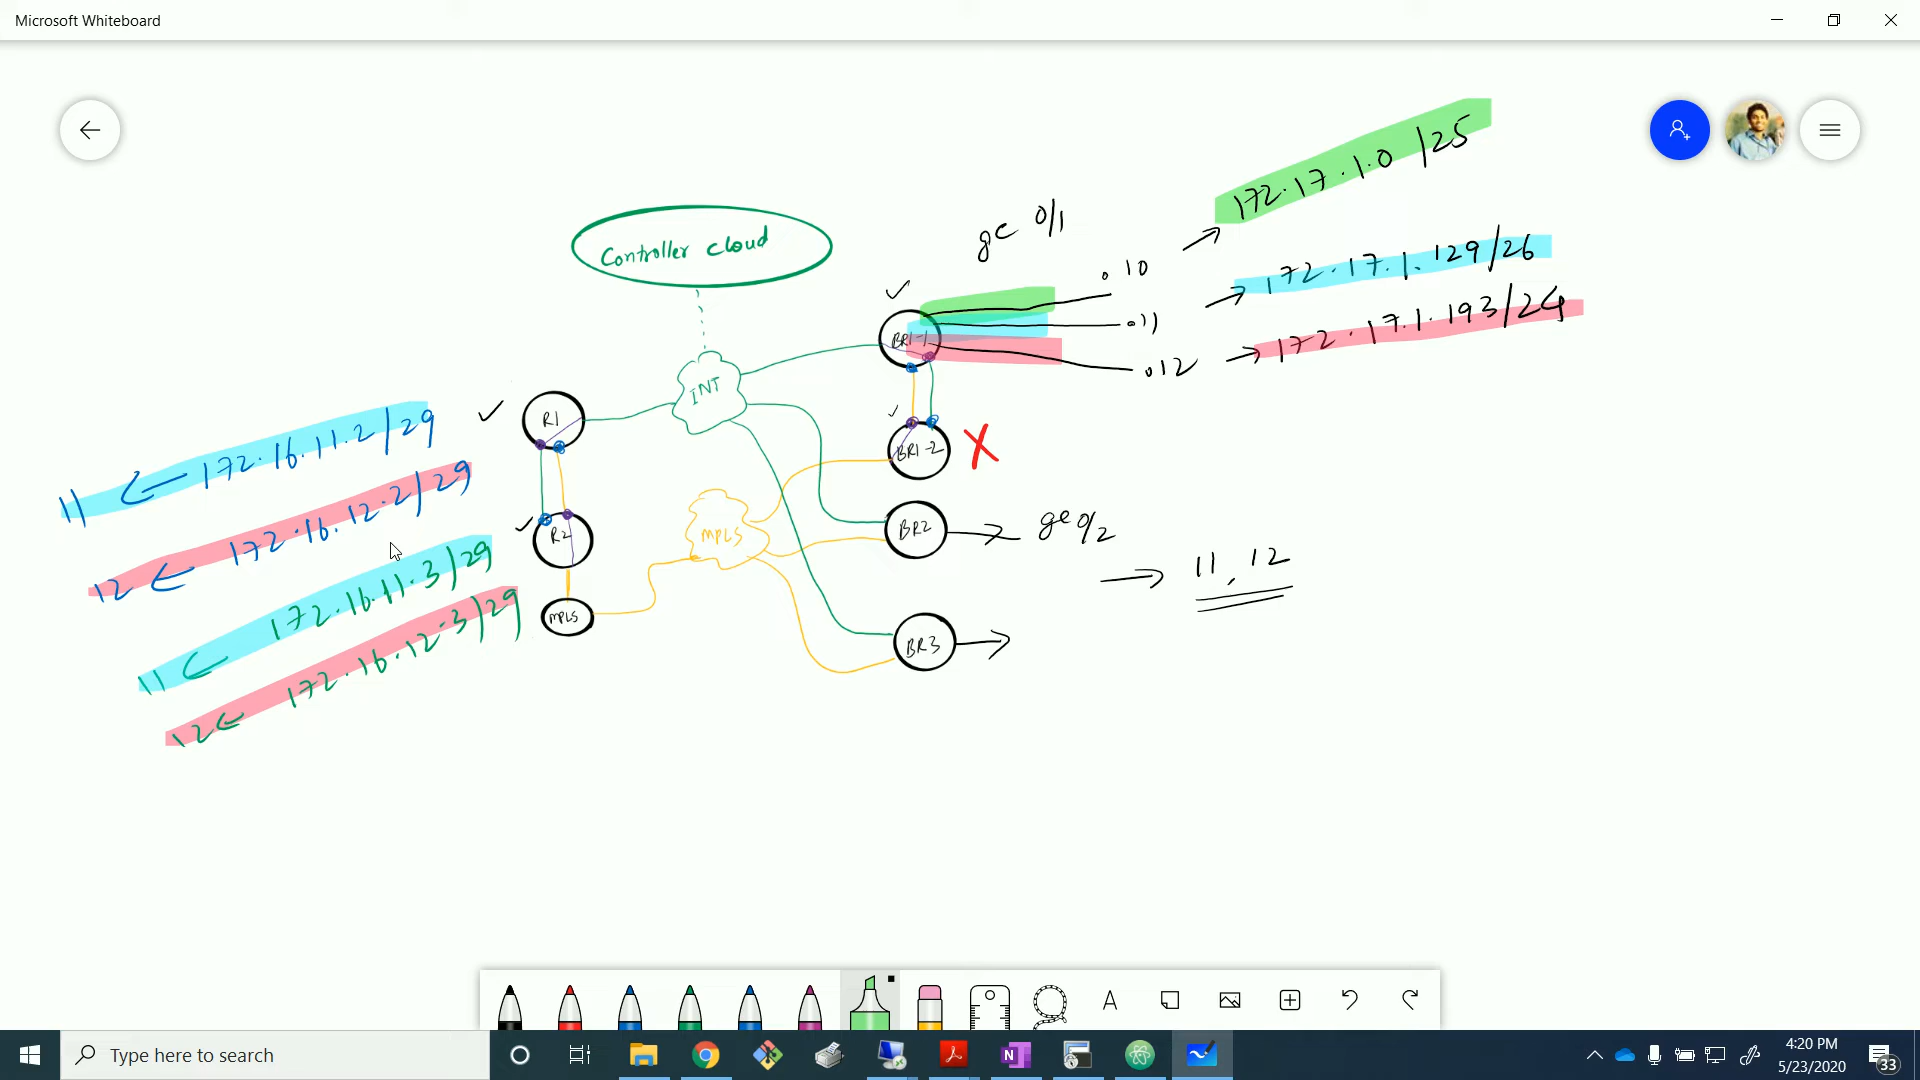 Microsoft Whiteboard
172.17.1.0 /25
ge 0/1
Controller cloud
.10
172.17.1.129/26
.11
172.17.1.193/24
BR1-1
.12
INT
R1
11 ← 172.16.11.2/29
BR1-2
X
12 ← 172.16.12.2/29
R2
MPLS
BR2
ge 0/2
→ 11, 12
11 ← 172.16.11.3/29
MPLS
12 ← 172.16.12.3/29
BR3
A
Type here to search
4:20 PM
5/23/2020
33